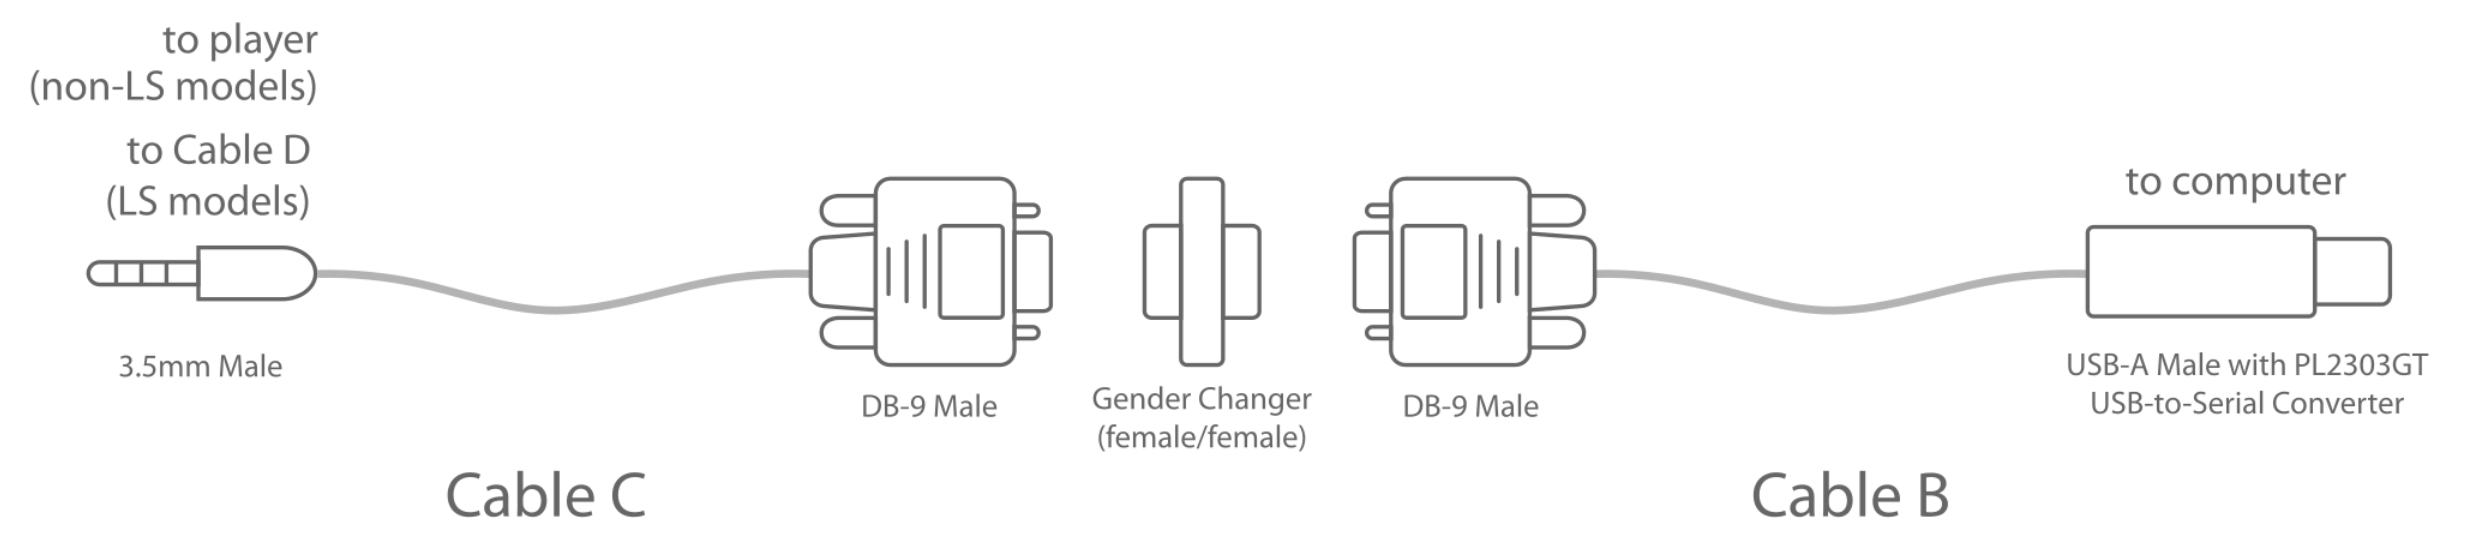 to player
(non-LS models)
to Cable D
(LS models)
3.5mm Male
DB-9 Male
Cable C
Gender Changer
(female/female)
DB-9 Male
to computer
USB-A Male with PL2303GT
USB-to-Serial Converter
Cable B